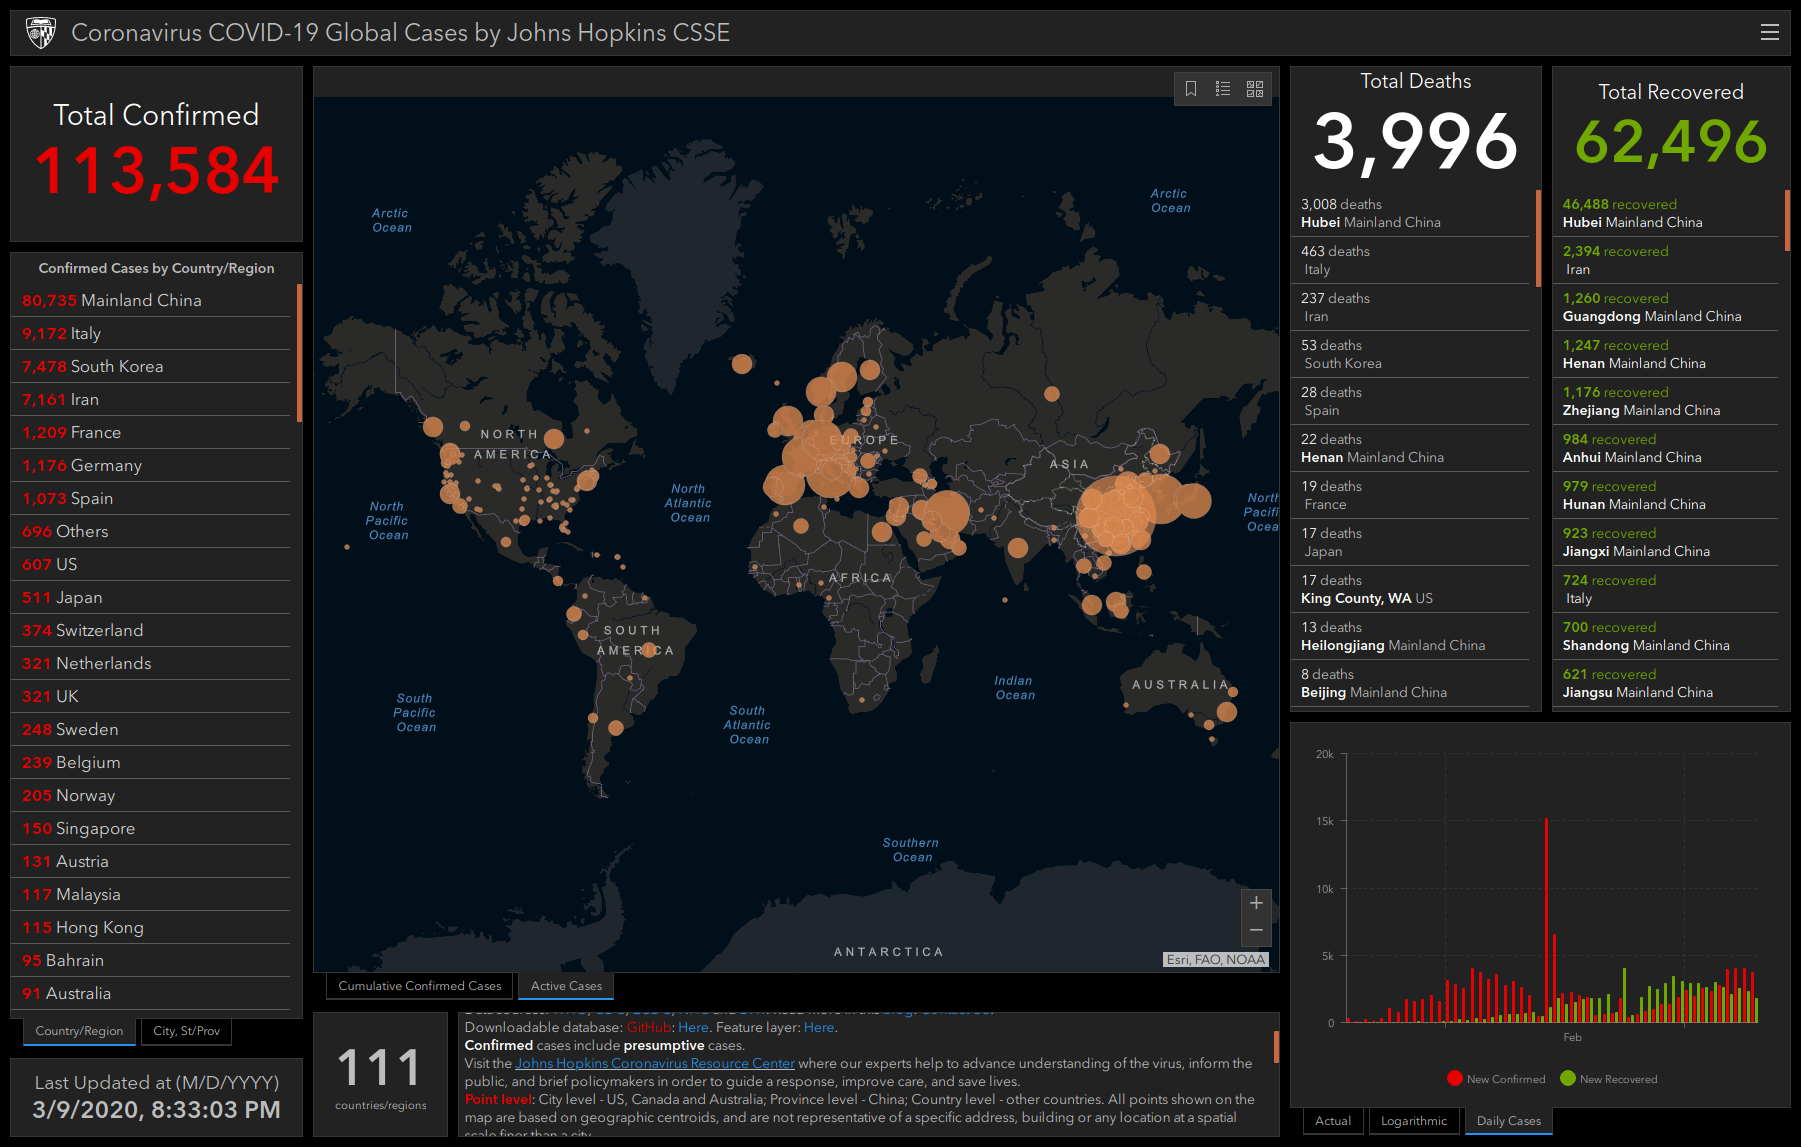 Coronavirus COVID-19 Global Cases by Johns Hopkins CSSE
Total Confirmed
113,584
Confirmed Cases by Country/Region
80,735 Mainland China
9,172 Italy
7,478 South Korea
7,161 Iran
1,209 France
1,176 Germany
1,073 Spain
696 Others
607 US
511 Japan
374 Switzerland
321 Netherlands
321 UK
248 Sweden
239 Belgium
205 Norway
150 Singapore
131 Austria
117 Malaysia
115 Hong Kong
95 Bahrain
91 Australia
Country/Region
City, St/Prov
Last Updated at (M/D/YYYY)
3/9/2020, 8:33:03 PM
Arctic
Ocean
Arctic
Ocean
NORTH
AMERICA
EUROPE
ASIA
North
Pacific
Ocean
North
Atlantic
Ocean
North
Pacifi
Ocea
AFRICA
SOUTH
AMERICA
AUSTRALIA
South
Pacific
Ocean
South
Atlantic
Ocean
Indian
Ocean
Southern
Ocean
ANTARCTICA
+
−
Esri, FAO, NOAA
Cumulative Confirmed Cases
Active Cases
111
countries/regions
Downloadable database: GitHub: Here. Feature layer: Here.
Confirmed cases include presumptive cases.
Visit the Johns Hopkins Coronavirus Resource Center where our experts help to advance understanding of the virus, inform the
public, and brief policymakers in order to guide a response, improve care, and save lives.
Point level: City level - US, Canada and Australia; Province level - China; Country level - other countries. All points shown on the
map are based on geographic centroids, and are not representative of a specific address, building or any location at a spatial
scale finer than a city.
Total Deaths
3,996
3,008 deaths
Hubei Mainland China
463 deaths
Italy
237 deaths
Iran
53 deaths
South Korea
28 deaths
Spain
22 deaths
Henan Mainland China
19 deaths
France
17 deaths
Japan
17 deaths
King County, WA US
13 deaths
Heilongjiang Mainland China
8 deaths
Beijing Mainland China
Total Recovered
62,496
46,488 recovered
Hubei Mainland China
2,394 recovered
Iran
1,260 recovered
Guangdong Mainland China
1,247 recovered
Henan Mainland China
1,176 recovered
Zhejiang Mainland China
984 recovered
Anhui Mainland China
979 recovered
Hunan Mainland China
923 recovered
Jiangxi Mainland China
724 recovered
Italy
700 recovered
Shandong Mainland China
621 recovered
Jiangsu Mainland China
20k
15k
10k
5k
0
Feb
New Confirmed
New Recovered
Actual
Logarithmic
Daily Cases